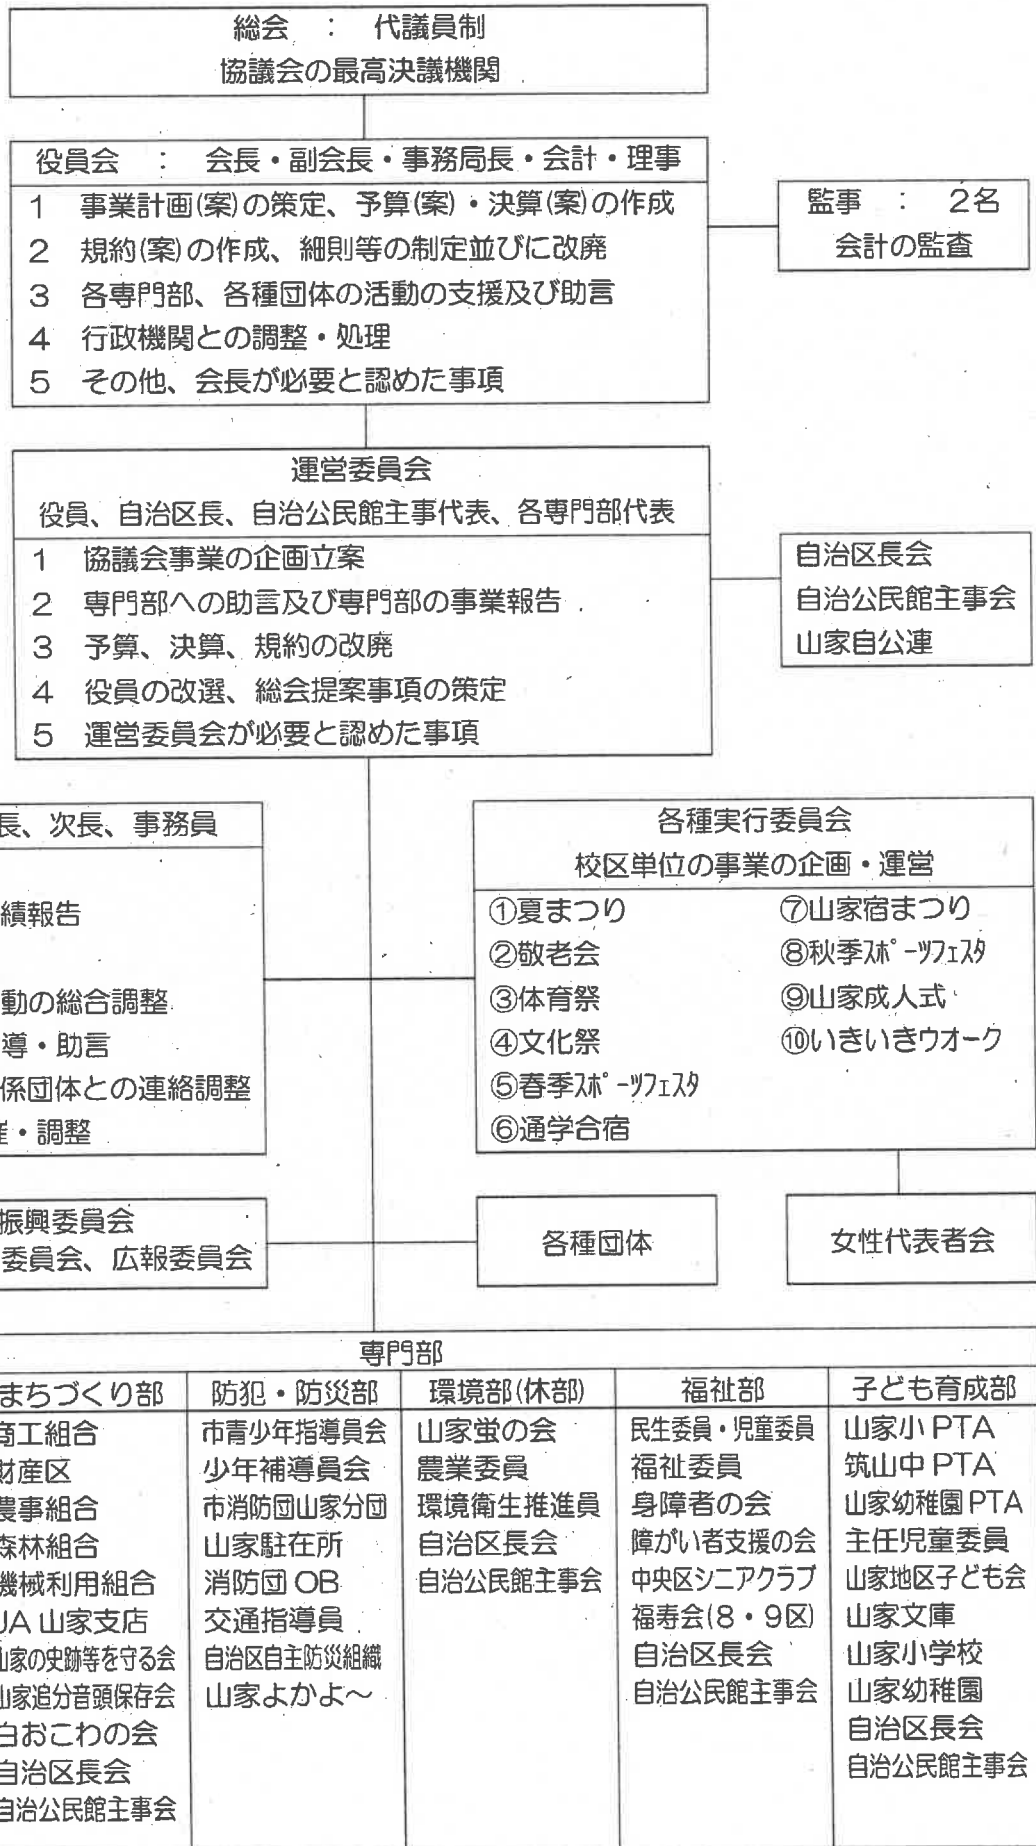 総会 ： 代議員制
協議会の最高決議機関
役員会 ： 会長・副会長・事務局長・会計・理事
1 事業計画(案)の策定、予算(案)・決算(案)の作成
2 規約(案)の作成、細則等の制定並びに改廃
3 各専門部、各種団体の活動の支援及び助言
4 行政機関との調整・処理
5 その他、会長が必要と認めた事項
監事 ： 2名
会計の監査
運営委員会
役員、自治区長、自治公民館主事代表、各専門部代表
1 協議会事業の企画立案
2 専門部への助言及び専門部の事業報告
3 予算、決算、規約の改廃
4 役員の改選、総会提案事項の策定
5 運営委員会が必要と認めた事項
自治区長会
自治公民館主事会
山家自公連
長、次長、事務員
績報告
動の総合調整
導・助言
係団体との連絡調整
・調整
各種実行委員会
校区単位の事業の企画・運営
①夏まつり
②敬老会
③体育祭
④文化祭
⑤春季ｽﾎﾟｰﾂﾌｪｽﾀ
⑥通学合宿
⑦山家宿まつり
⑧秋季ｽﾎﾟｰﾂﾌｪｽﾀ
⑨山家成人式
⑩いきいきウオーク
振興委員会
委員会、広報委員会
各種団体
女性代表者会
専門部
まちづくり部
商工組合
財産区
農事組合
森林組合
機械利用組合
JA山家支店
山家の史跡等を守る会
山家追分音頭保存会
白おこわの会
自治区長会
自治公民館主事会
防犯・防災部
市青少年指導員会
少年補導員会
市消防団山家分団
山家駐在所
消防団OB
交通指導員
自治区自主防災組織
山家よかよ～
環境部(休部)
山家蛍の会
農業委員
環境衛生推進員
自治区長会
自治公民館主事会
福祉部
民生委員・児童委員
福祉委員
身障者の会
障がい者支援の会
中央区シニアクラブ
福寿会(8・9区)
自治区長会
自治公民館主事会
子ども育成部
山家小PTA
筑山中PTA
山家幼稚園PTA
主任児童委員
山家地区子ども会
山家文庫
山家小学校
山家幼稚園
自治区長会
自治公民館主事会